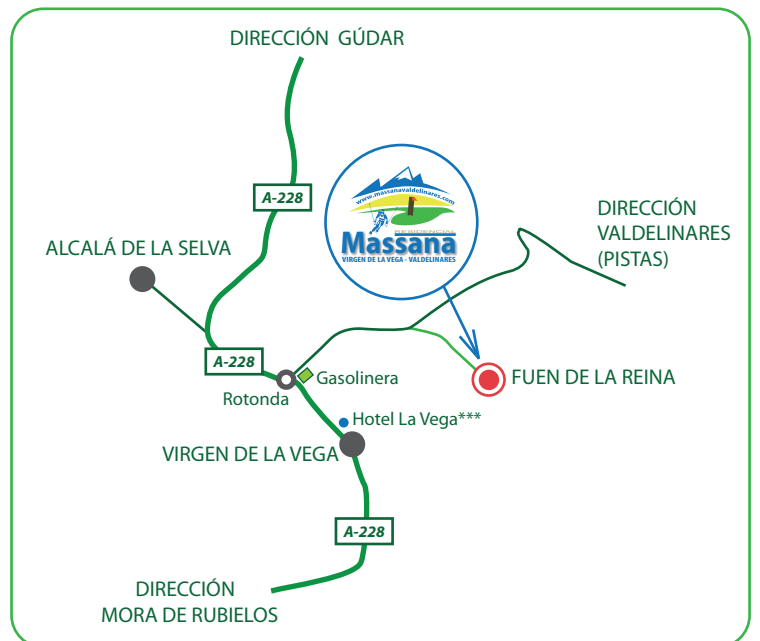 DIRECCIÓN GÚDAR
A-228
www.massanavaldelinares.com
RESIDENCIAL
Massana
VIRGEN DE LA VEGA - VALDELINARES
DIRECCIÓN
VALDELINARES
(PISTAS)
ALCALÁ DE LA SELVA
A-228
Gasolinera
Rotonda
FUEN DE LA REINA
Hotel La Vega***
VIRGEN DE LA VEGA
A-228
DIRECCIÓN
MORA DE RUBIELOS